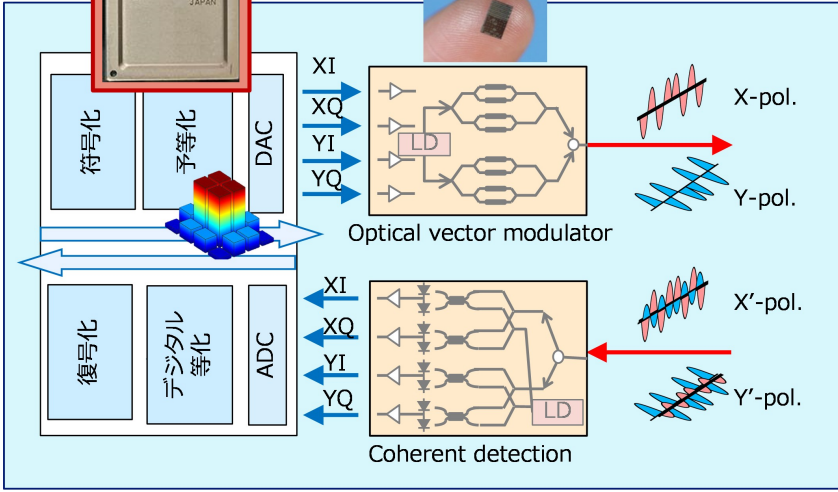 JAPAN
符号化
予等化
DAC
XI
XQ
YI
YQ
LD
X-pol.
Y-pol.
Optical vector modulator
復号化
デジタル
等化
ADC
XI
XQ
YI
YQ
LD
X′-pol.
Y′-pol.
Coherent detection